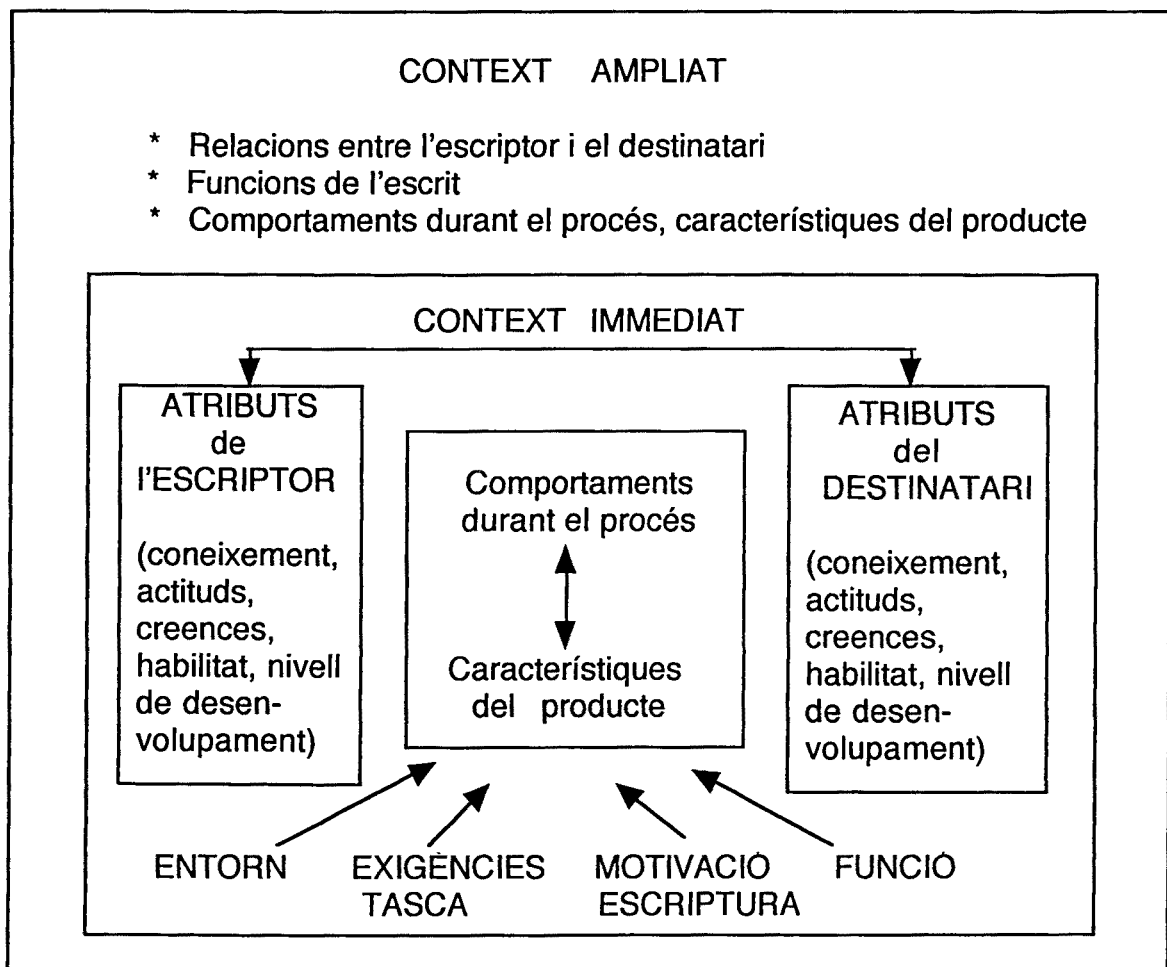 CONTEXT AMPLIAT
* Relacions entre l'escriptor i el destinatari
* Funcions de l'escrit
* Comportaments durant el procés, característiques del producte
CONTEXT IMMEDIAT
ATRIBUTS
de
l'ESCRIPTOR
(coneixement,
actituds,
creences,
habilitat, nivell
de desen-
volupament)
Comportaments
durant el procés
Característiques
del producte
ATRIBUTS
del
DESTINATARI
(coneixement,
actituds,
creences,
habilitat, nivell
de desen-
volupament)
ENTORN
EXIGÈNCIES
TASCA
MOTIVACIÓ
ESCRIPTURA
FUNCIÓ